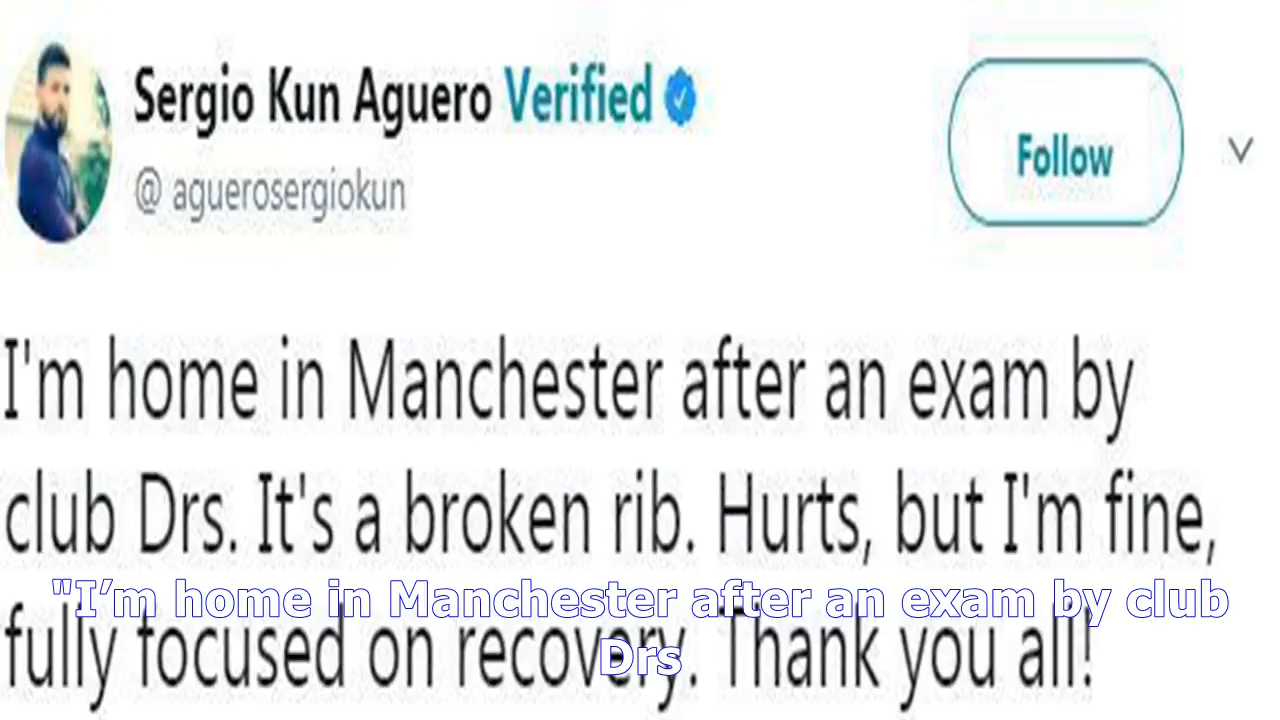 Sergio Kun Aguero Verified
@ aguerosergiokun
Follow
I'm home in Manchester after an exam by
club Drs. It's a broken rib. Hurts, but I'm fine,
fully focused on recovery. Thank you all!
"I’m home in Manchester after an exam by club
Drs